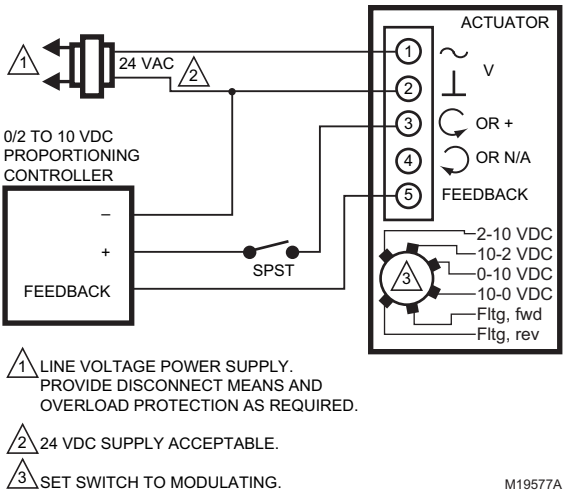 ACTUATOR
1
24 VAC
2
1
~
V
2
0/2 TO 10 VDC
PROPORTIONING
CONTROLLER
3
OR +
4
OR N/A
5
FEEDBACK
–
+
SPST
FEEDBACK
3
2-10 VDC
10-2 VDC
0-10 VDC
10-0 VDC
Fltg, fwd
Fltg, rev
1 LINE VOLTAGE POWER SUPPLY.
PROVIDE DISCONNECT MEANS AND
OVERLOAD PROTECTION AS REQUIRED.
2 24 VDC SUPPLY ACCEPTABLE.
3 SET SWITCH TO MODULATING.
M19577A